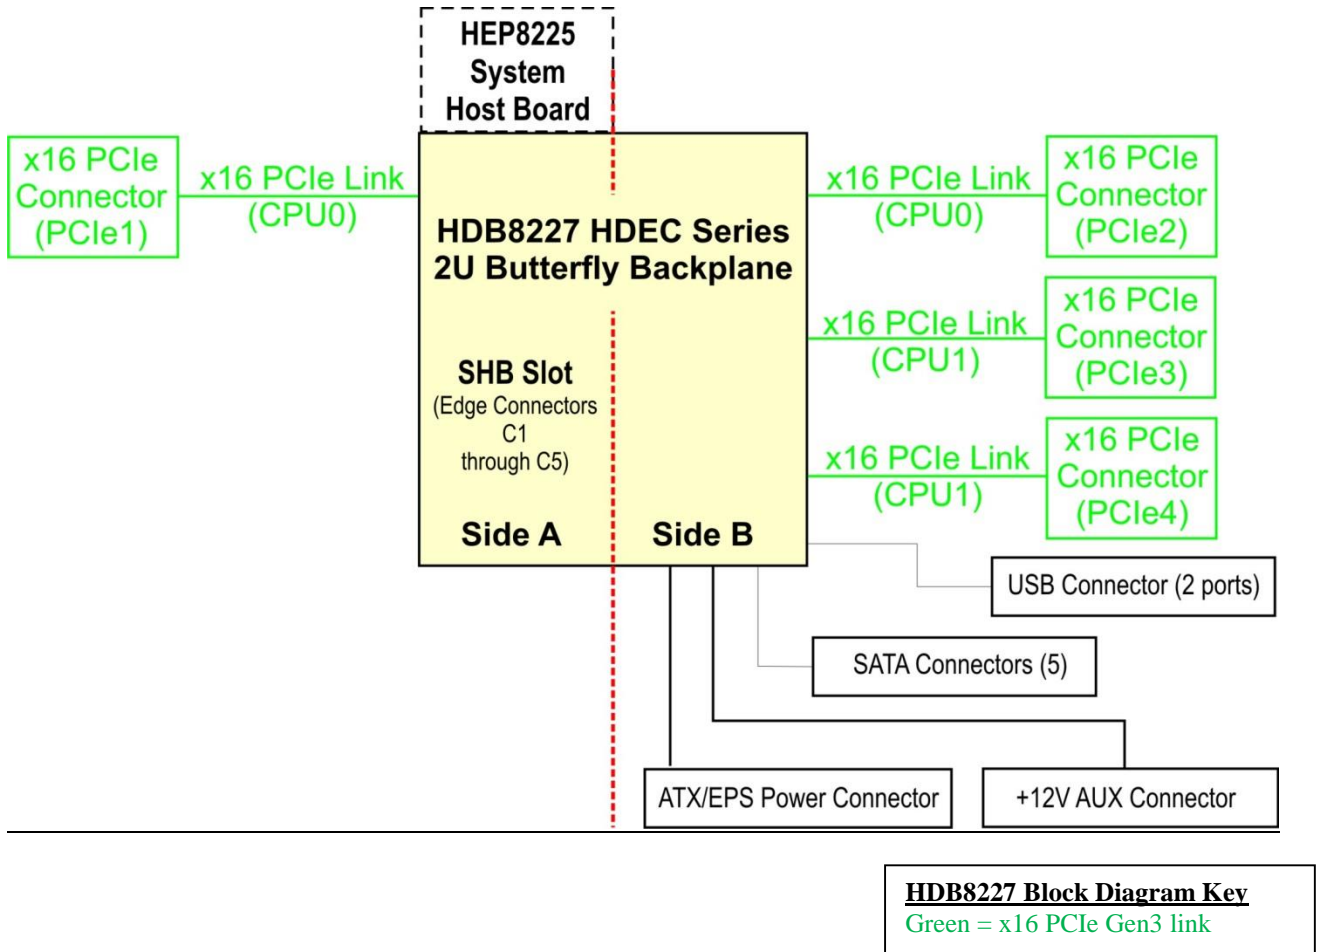 HEP8225
System
Host Board
x16 PCIe
Connector
(PCIe1)
x16 PCIe Link
(CPU0)
HDB8227 HDEC Series
2U Butterfly Backplane
SHB Slot
(Edge Connectors
C1
through C5)
Side A
Side B
x16 PCIe Link
(CPU0)
x16 PCIe
Connector
(PCIe2)
x16 PCIe Link
(CPU1)
x16 PCIe
Connector
(PCIe3)
x16 PCIe Link
(CPU1)
x16 PCIe
Connector
(PCIe4)
USB Connector (2 ports)
SATA Connectors (5)
ATX/EPS Power Connector
+12V AUX Connector
HDB8227 Block Diagram Key
Green = x16 PCIe Gen3 link